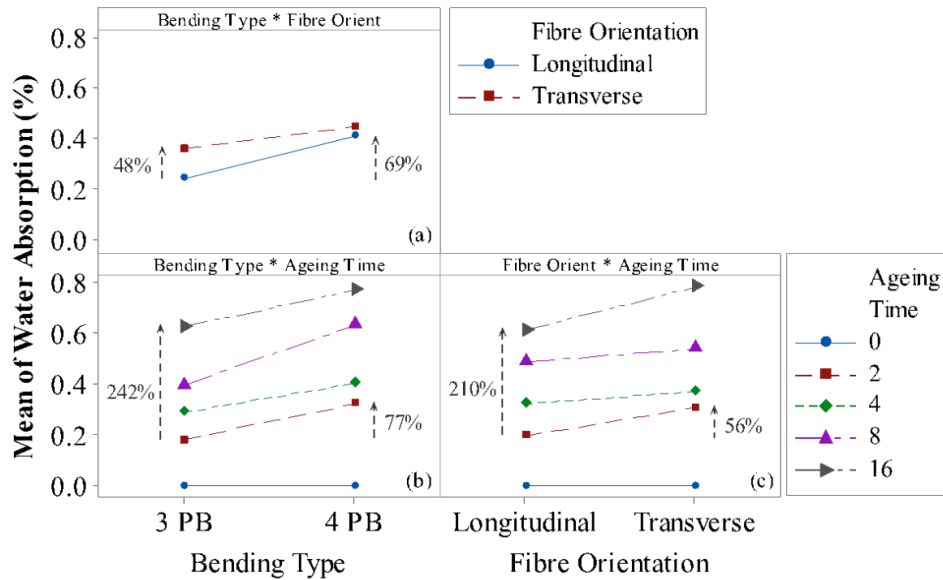 Bending Type * Fibre Orient
Fibre Orientation
Longitudinal
Transverse
Mean of Water Absorption (%)
0.8
0.6
0.4
0.2
0.0
48%
69%
(a)
Bending Type * Ageing Time
Fibre Orient * Ageing Time
0.8
0.6
0.4
0.2
0.0
242%
77%
(b)
210%
56%
(c)
Ageing
Time
0
2
4
8
16
3 PB
4 PB
Longitudinal
Transverse
Bending Type
Fibre Orientation